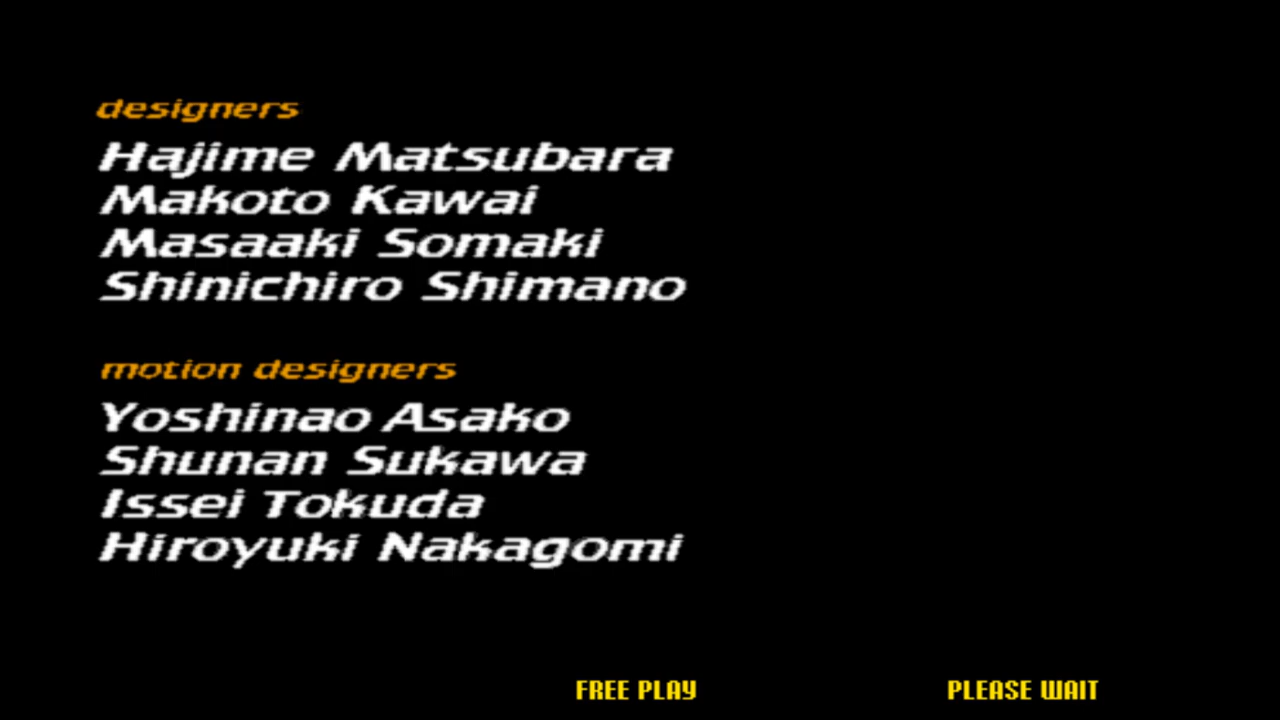 designers
Hajime Matsubara
Makoto Kawai
Masaaki Somaki
Shinichiro Shimano
motion designers
Yoshinao Asako
Shunan Sukawa
Issei Tokuda
Hiroyuki Nakagomi
FREE PLAY
PLEASE WAIT